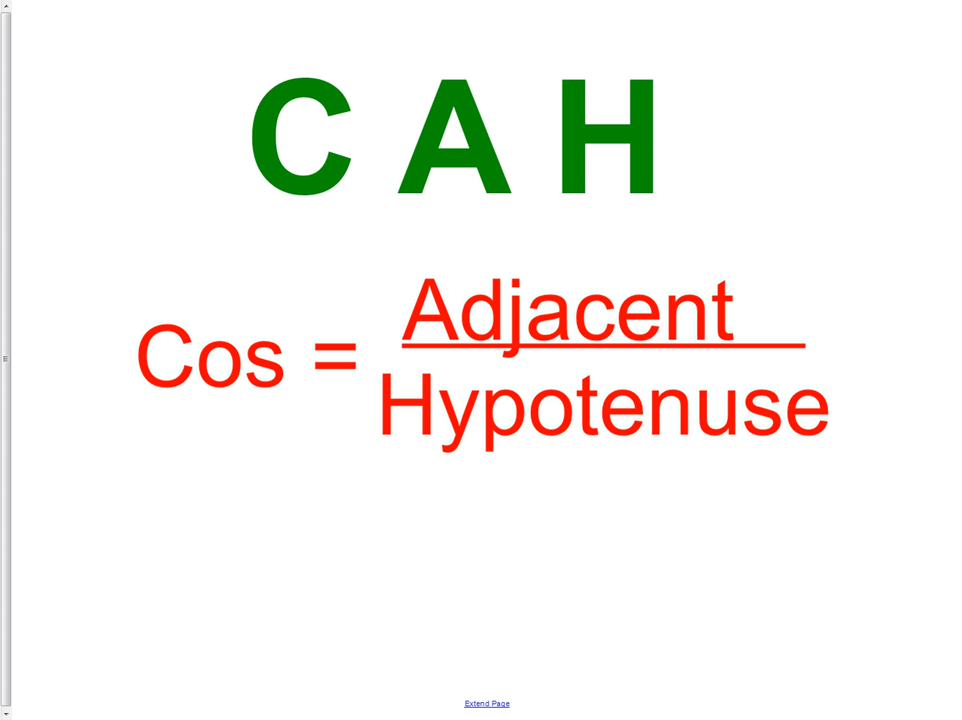 C A H
Adjacent
Cos =
Hypotenuse
Extend Page